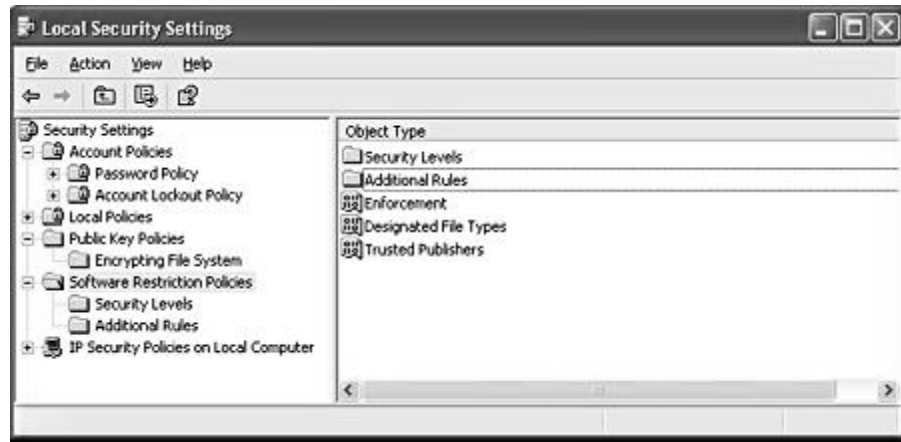 Local Security Settings
File Action View Help
Security Settings
Account Policies
Password Policy
Account Lockout Policy
Local Policies
Public Key Policies
Encrypting File System
Software Restriction Policies
Security Levels
Additional Rules
IP Security Policies on Local Computer
Object Type
Security Levels
Additional Rules
Enforcement
Designated File Types
Trusted Publishers